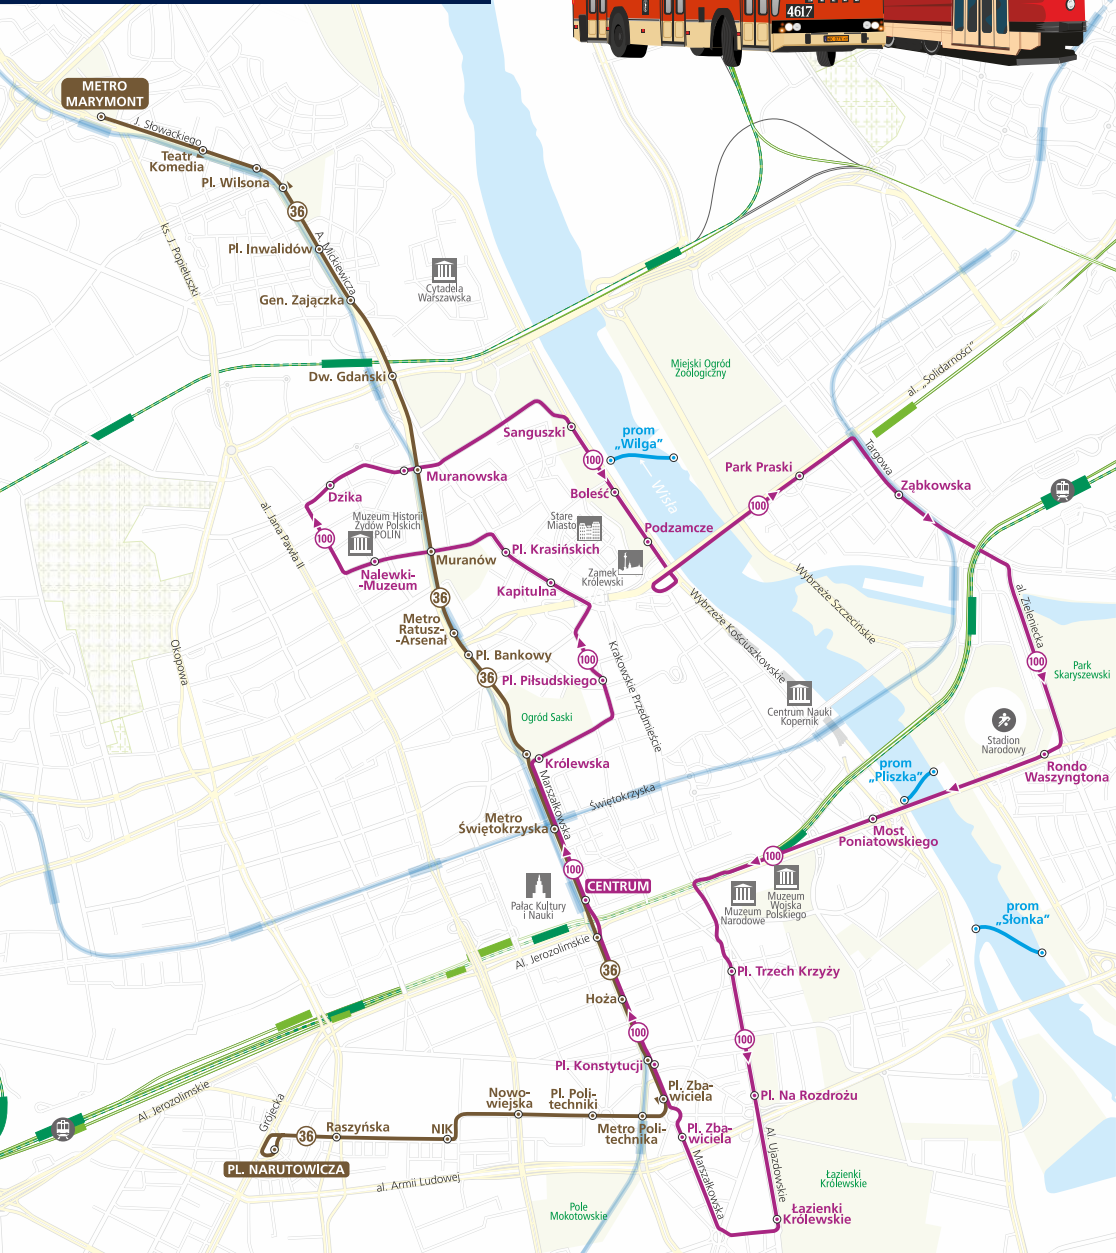 4617
METRO
MARYMONT
J. Słowackiego
Teatr
Komedia
Pl. Wilsona
36
ks. J. Popiełuszki
Pl. Inwalidów
A. Mickiewicza
Cytadela
Warszawska
Gen. Zajączka
Dw. Gdański
Miejski Ogród
Zoologiczny
al. „Solidarności”
Sanguszki
prom
„Wilga”
100
Targowa
Muranowska
Park Praski
Ząbkowska
Dzika
Boleść
Wisła
100
al. Jana Pawła II
Muzeum Historii
Żydów Polskich
POLIN
Stare
Miasto
Podzamcze
100
Pl. Krasińskich
Muranów
Nalewki-
-Muzeum
Zamek
Królewski
Kapitulna
36
Wybrzeże Szczecińskie
Wybrzeże Kościuszkowskie
al. Zieleniecka
Metro
Ratusz-
-Arsenał
Okopowa
Pl. Bankowy
100
Krakowskie Przedmieście
100
Park
Skaryszewski
36
Pl. Piłsudskiego
Ogród Saski
Centrum Nauki
Kopernik
Stadion
Narodowy
Królewska
Rondo
Waszyngtona
prom
„Pliszka”
Marszałkowska
Świętokrzyska
Metro
Świętokrzyska
Most
Poniatowskiego
100
100
CENTRUM
Pałac Kultury
i Nauki
Muzeum
Narodowe
Muzeum
Wojska
Polskiego
prom
„Słonka”
Al. Jerozolimskie
36
Pl. Trzech Krzyży
Hoża
100
100
Pl. Konstytucji
Al. Jerozolimskie
Grójecka
Nowo-
wiejska
Pl. Poli-
techniki
Pl. Zba-
wiciela
Pl. Na Rozdrożu
Raszyńska
36
NIK
Metro Poli-
technika
Pl. Zba-
wiciela
PL. NARUTOWICZA
al. Armii Ludowej
Marszałkowska
Al. Ujazdowskie
Łazienki
Królewskie
Pole
Mokotowskie
Łazienki
Królewskie